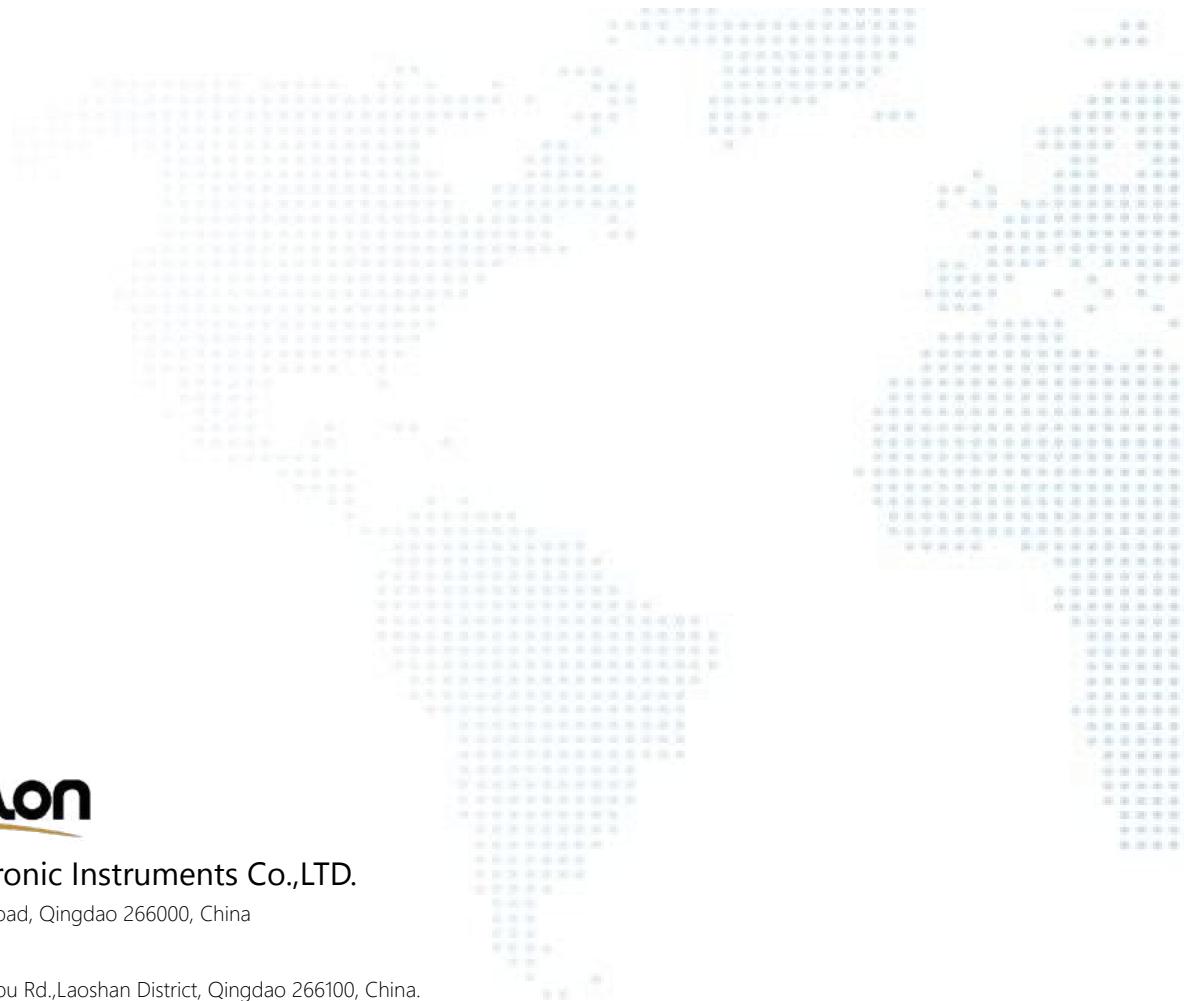 on
ronic Instruments Co.,LTD.
oad, Qingdao 266000, China
ou Rd.,Laoshan District, Qingdao 266100, China.